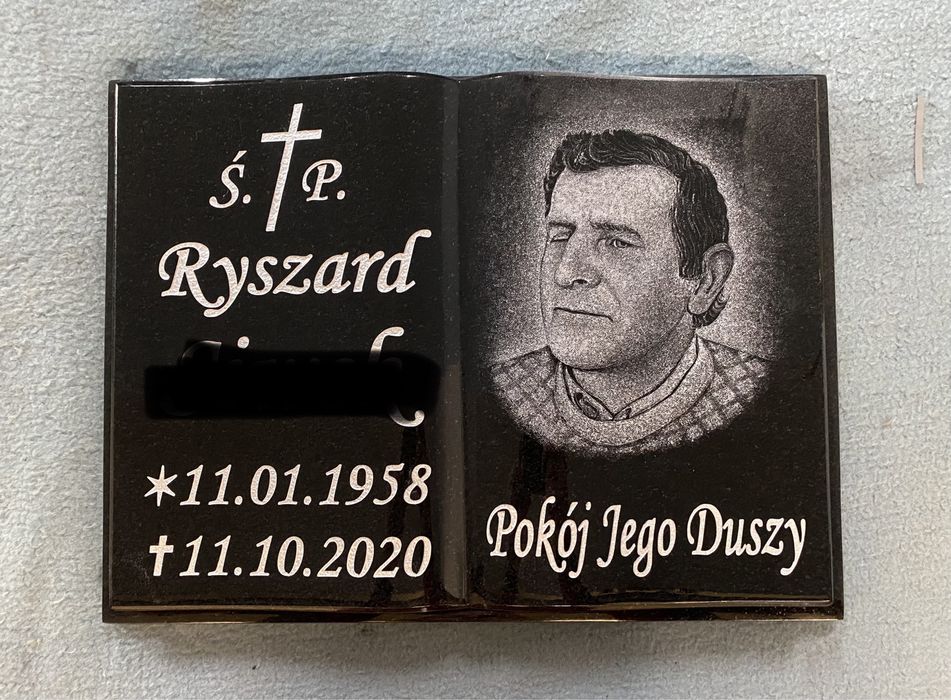 Ś. P.
Ryszard
*11.01.1958
✝11.10.2020
Pokój Jego Duszy